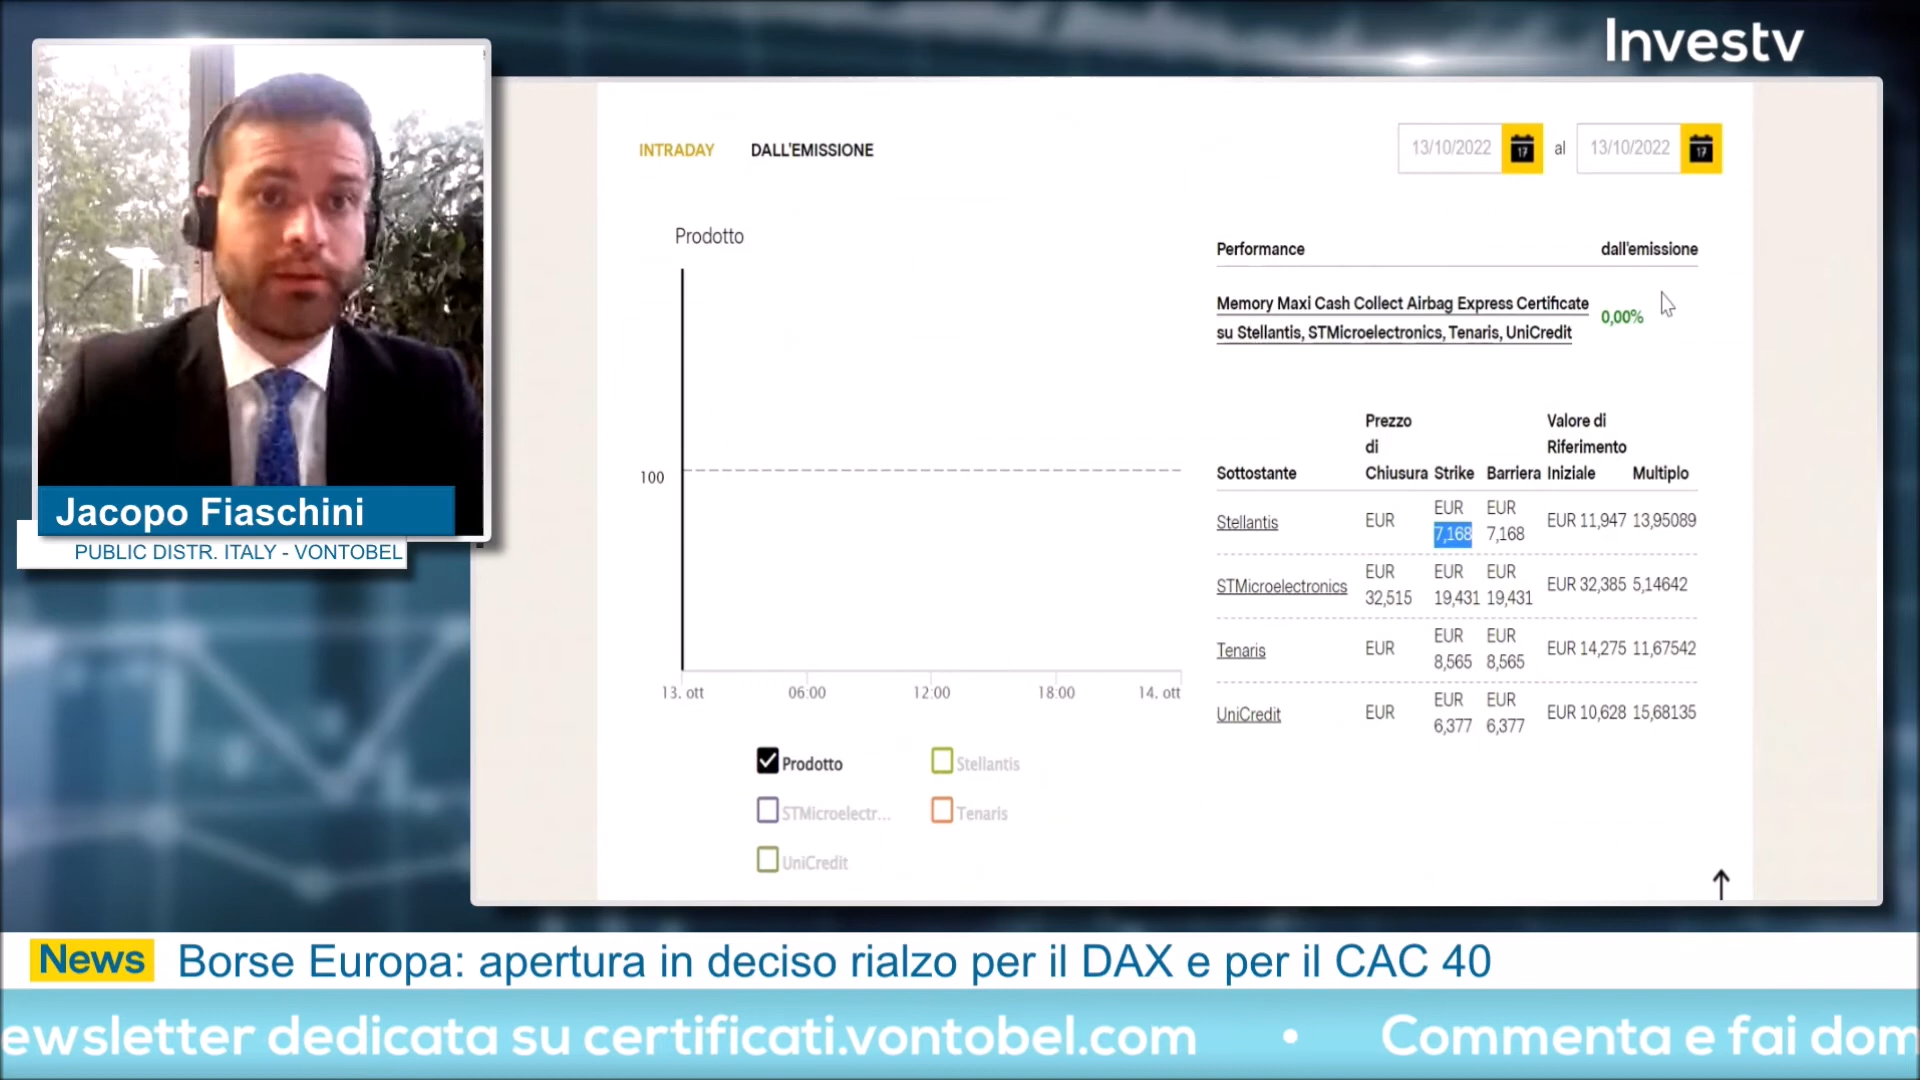 Investv
INTRADAY DALL'EMISSIONE
13/10/2022 17 al 13/10/2022 17
Prodotto
100
13. ott 06:00 12:00 18:00 14. ott
Prodotto Stellantis
STMicroelectr... Tenaris
UniCredit
Performance dall'emissione
Memory Maxi Cash Collect Airbag Express Certificate
su Stellantis, STMicroelectronics, Tenaris, UniCredit
0,00%
Prezzo Valore di
di Riferimento
Sottostante Chiusura Strike Barriera Iniziale Multiplo
EUR EUR
Stellantis EUR EUR 11,947 13,95089
7,168 7,168
EUR EUR EUR
STMicroelectronics EUR 32,385 5,14642
32,515 19,431 19,431
EUR EUR
Tenaris EUR EUR 14,275 11,67542
8,565 8,565
EUR EUR
UniCredit EUR EUR 10,628 15,68135
6,377 6,377
Jacopo Fiaschini
PUBLIC DISTR. ITALY - VONTOBEL
News Borse Europa: apertura in deciso rialzo per il DAX e per il CAC 40
ewsletter dedicata su certificati.vontobel.com • Commenta e fai dom